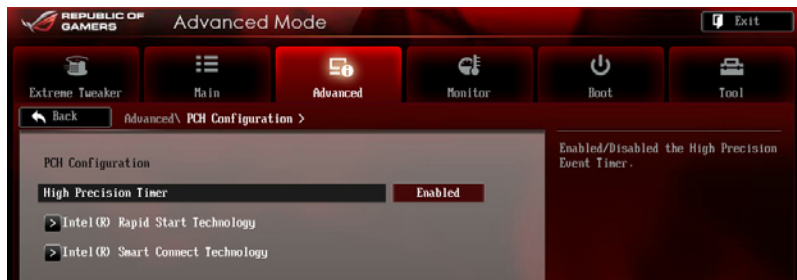 REPUBLIC OF
GAMERS
Advanced Mode
Exit
Extreme Tweaker
Main
Advanced
Monitor
Boot
Tool
Back
Advanced\ PCH Configuration >
PCH Configuration
High Precision Timer
Enabled
> Intel(R) Rapid Start Technology
> Intel(R) Smart Connect Technology
Enabled/Disabled the High Precision
Event Timer.